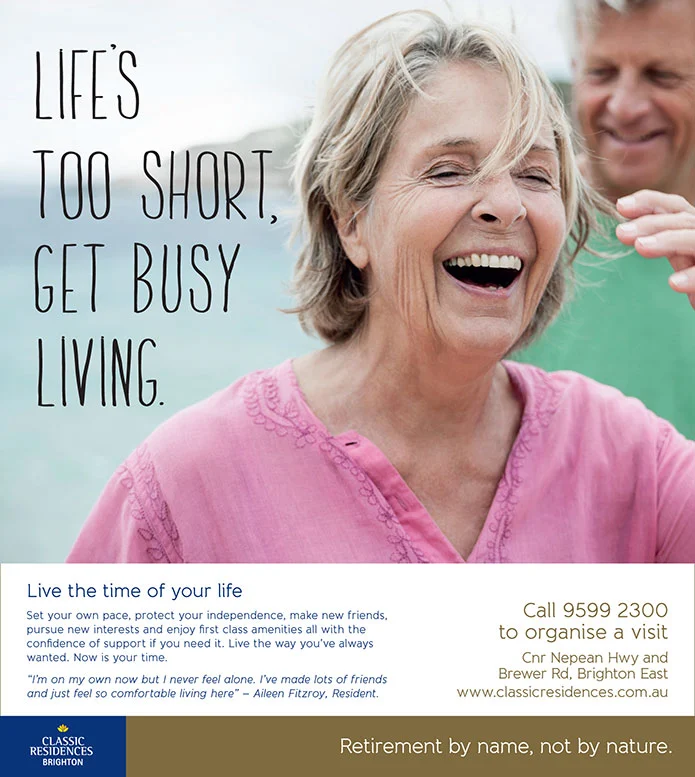 LIFE'S
TOO SHORT,
GET BUSY
LIVING.
Live the time of your life
Set your own pace, protect your independence, make new friends,
pursue new interests and enjoy first class amenities all with the
confidence of support if you need it. Live the way you've always
wanted. Now is your time.
"I'm on my own now but I never feel alone. I've made lots of friends
and just feel so comfortable living here" – Aileen Fitzroy, Resident.
Call 9599 2300
to organise a visit
Cnr Nepean Hwy and
Brewer Rd, Brighton East
www.classicresidences.com.au
CLASSIC
RESIDENCES
BRIGHTON
Retirement by name, not by nature.